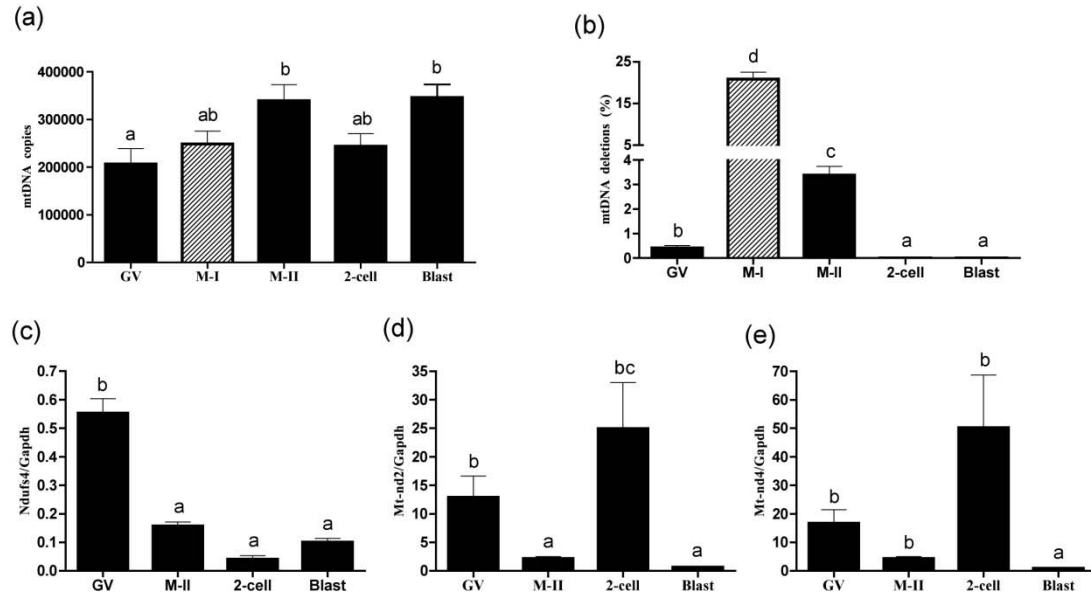 (a)
mtDNA copies
400000
300000
200000
100000
0
a
ab
b
ab
b
GV
M-I
M-II
2-cell
Blast
(b)
mtDNA deletions (%)
25
15
5
4
3
2
1
0
b
d
c
a
a
GV
M-I
M-II
2-cell
Blast
(c)
Ndufs4/Gapdh
0.7
0.6
0.5
0.4
0.3
0.2
0.1
0.0
b
a
a
a
GV
M-II
2-cell
Blast
(d)
Mt-nd2/Gapdh
35
30
25
20
15
10
5
0
b
a
bc
a
GV
M-II
2-cell
Blast
(e)
Mt-nd4/Gapdh
70
60
50
40
30
20
10
0
b
b
b
a
GV
M-II
2-cell
Blast